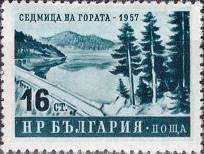 СЕДМИЦА НА ГОРАТА - 1957
16 СТ.
НР БЪЛГАРИЯ·ПОЩА